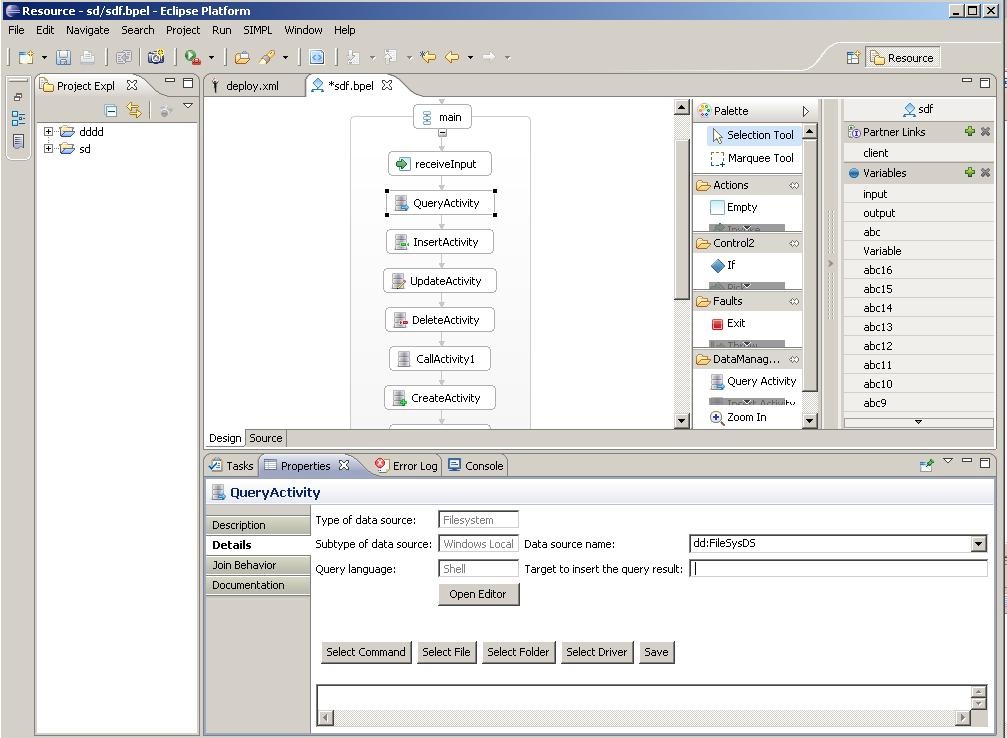 Resource - sd/sdf.bpel - Eclipse Platform
File Edit Navigate Search Project Run SIMPL Window Help
Resource
Project Expl
dddd
sd
deploy.xml
*sdf.bpel
main
receiveInput
QueryActivity
InsertActivity
UpdateActivity
DeleteActivity
CallActivity1
CreateActivity
Design Source
Palette
Selection Tool
Marquee Tool
Actions
Empty
Control2
If
Faults
Exit
DataManag...
Query Activity
Insert Activity
Zoom In
sdf
Partner Links
client
Variables
input
output
abc
Variable
abc16
abc15
abc14
abc13
abc12
abc11
abc10
abc9
Tasks Properties Error Log Console
QueryActivity
Description
Details
Join Behavior
Documentation
Type of data source: Filesystem
Subtype of data source: Windows Local Data source name: dd:FileSysDS
Query language: Shell Target to insert the query result:
Open Editor
Select Command Select File Select Folder Select Driver Save